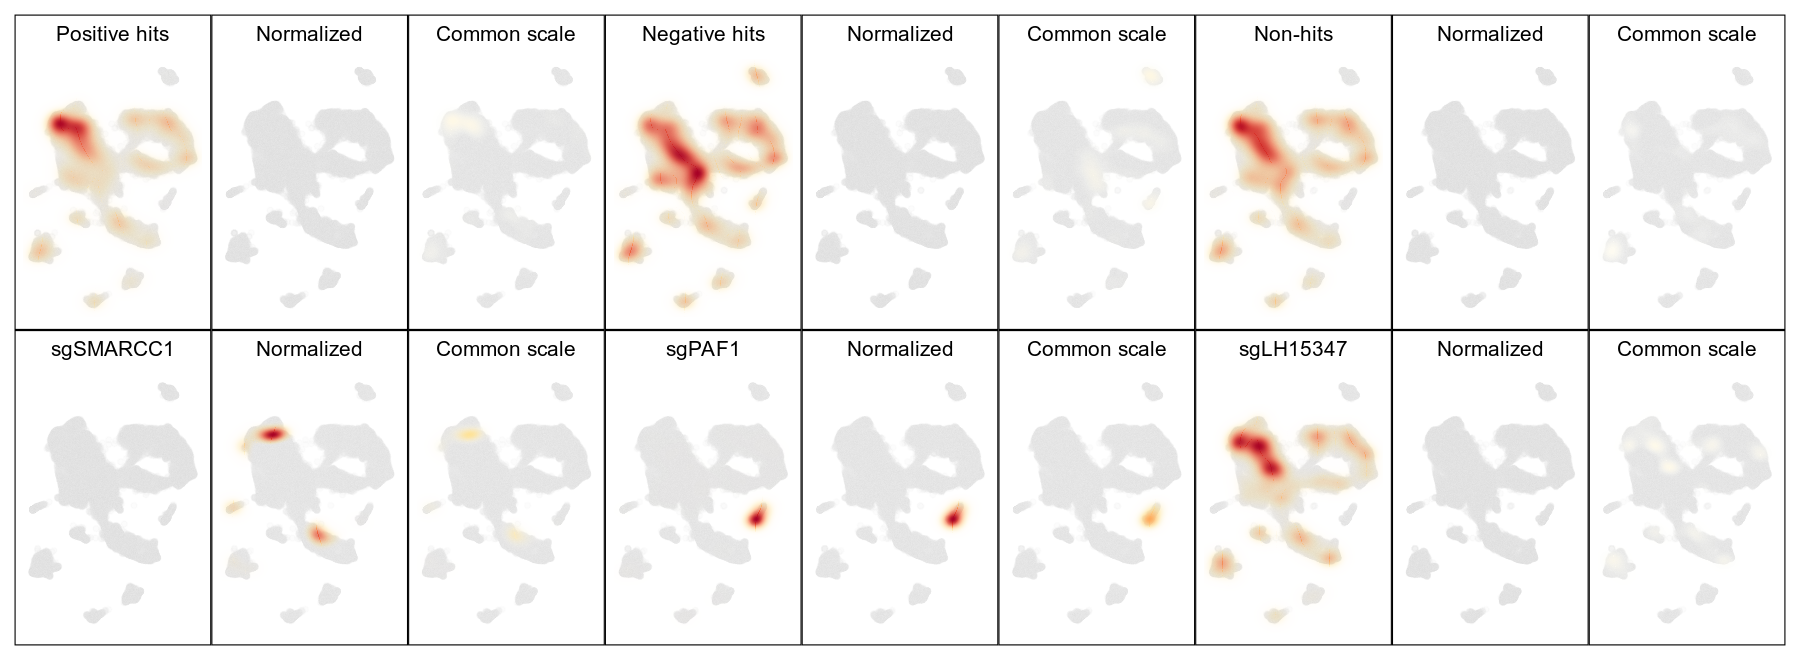 Positive hits
Normalized
Common scale
Negative hits
Normalized
Common scale
Non-hits
Normalized
Common scale
sgSMARCC1
Normalized
Common scale
sgPAF1
Normalized
Common scale
sgLH15347
Normalized
Common scale